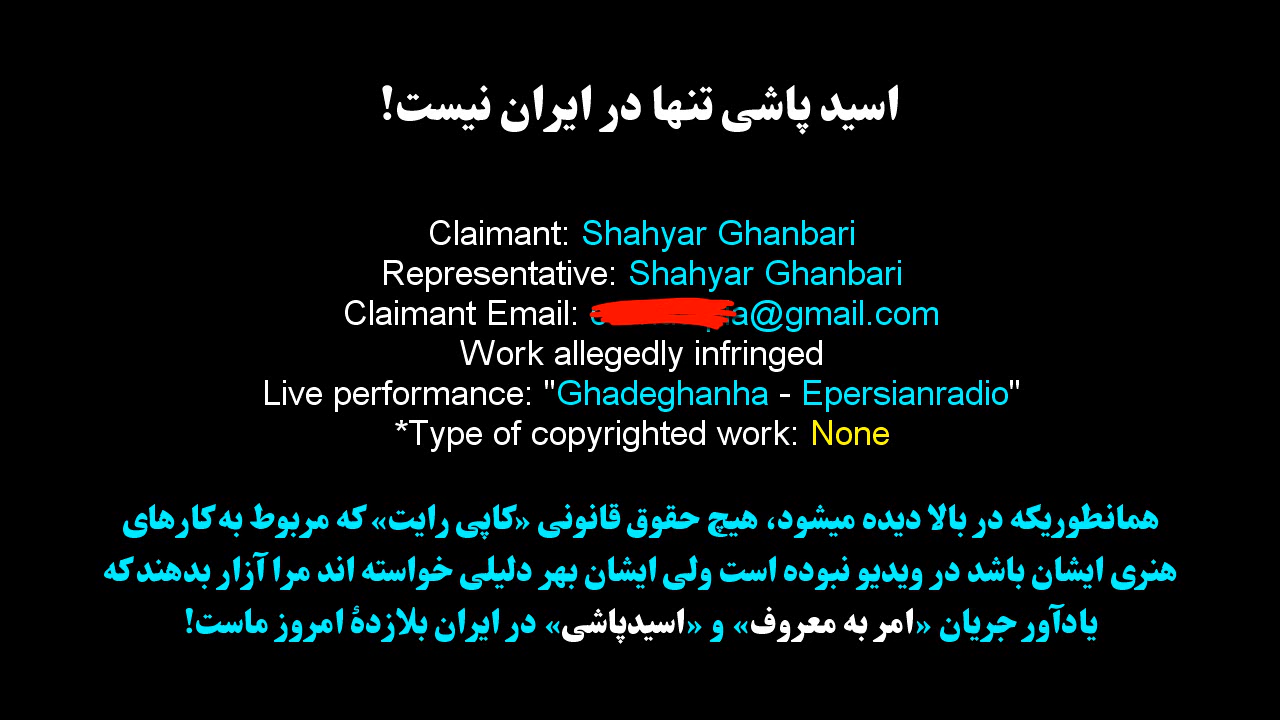 اسید پاشی تنها در ایران نیست!
Claimant: Shahyar Ghanbari
Representative: Shahyar Ghanbari
Claimant Email: a@gmail.com
Work allegedly infringed
Live performance: "Ghadeghanha - Epersianradio"
*Type of copyrighted work: None
همانطوریکه در بالا دیده میشود، هیچ حقوق قانونی «کاپی رایت» که مربوط به کارهای
هنری ایشان باشد در ویدیو نبوده است ولی ایشان بهر دلیلی خواسته اند مرا آزار بدهند که
یادآور جریان «امر به معروف» و «اسیدپاشی» در ایران بلازدهٔ امروز ماست!